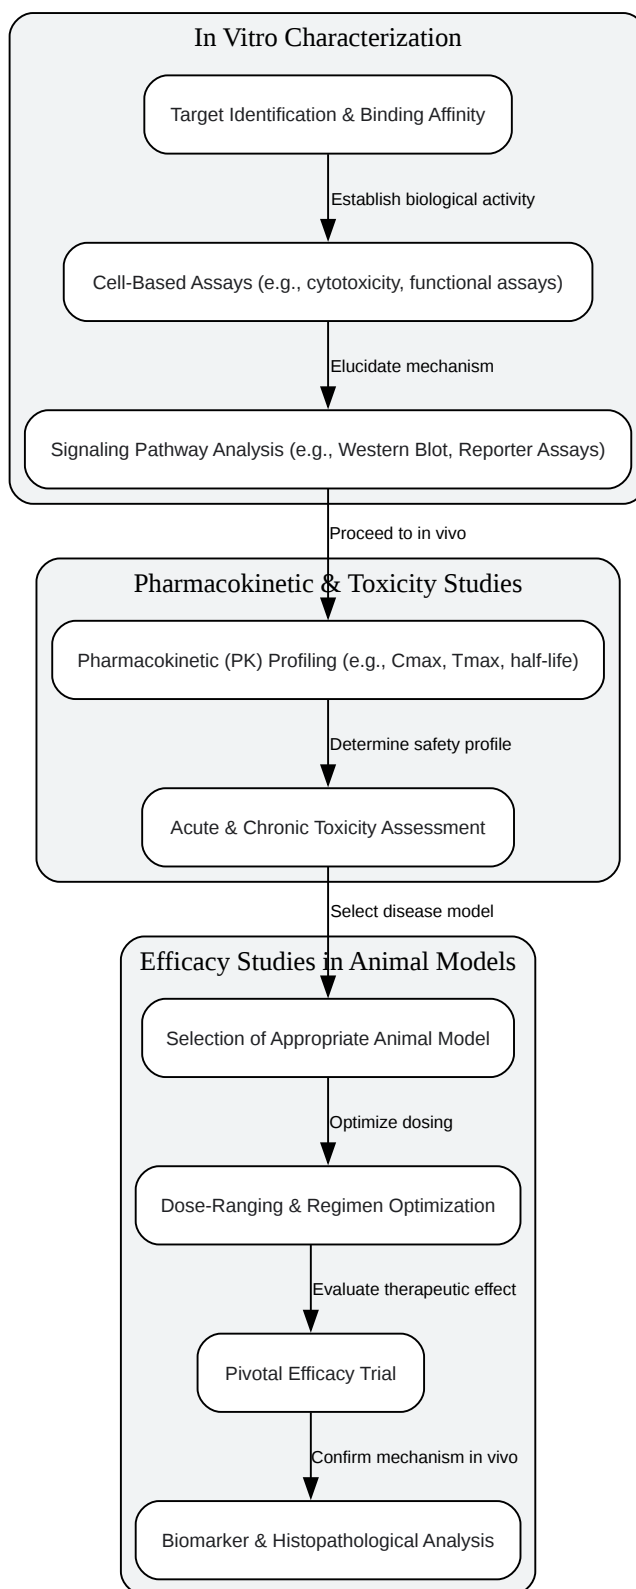 In Vitro Characterization
Target Identification & Binding Affinity
Establish biological activity
Cell-Based Assays (e.g., cytotoxicity, functional assays)
Elucidate mechanism
Signaling Pathway Analysis (e.g., Western Blot, Reporter Assays)
Proceed to in vivo
Pharmacokinetic & Toxicity Studies
Pharmacokinetic (PK) Profiling (e.g., Cmax, Tmax, half-life)
Determine safety profile
Acute & Chronic Toxicity Assessment
Select disease model
Efficacy Studies in Animal Models
Selection of Appropriate Animal Model
Optimize dosing
Dose-Ranging & Regimen Optimization
Evaluate therapeutic effect
Pivotal Efficacy Trial
Confirm mechanism in vivo
Biomarker & Histopathological Analysis